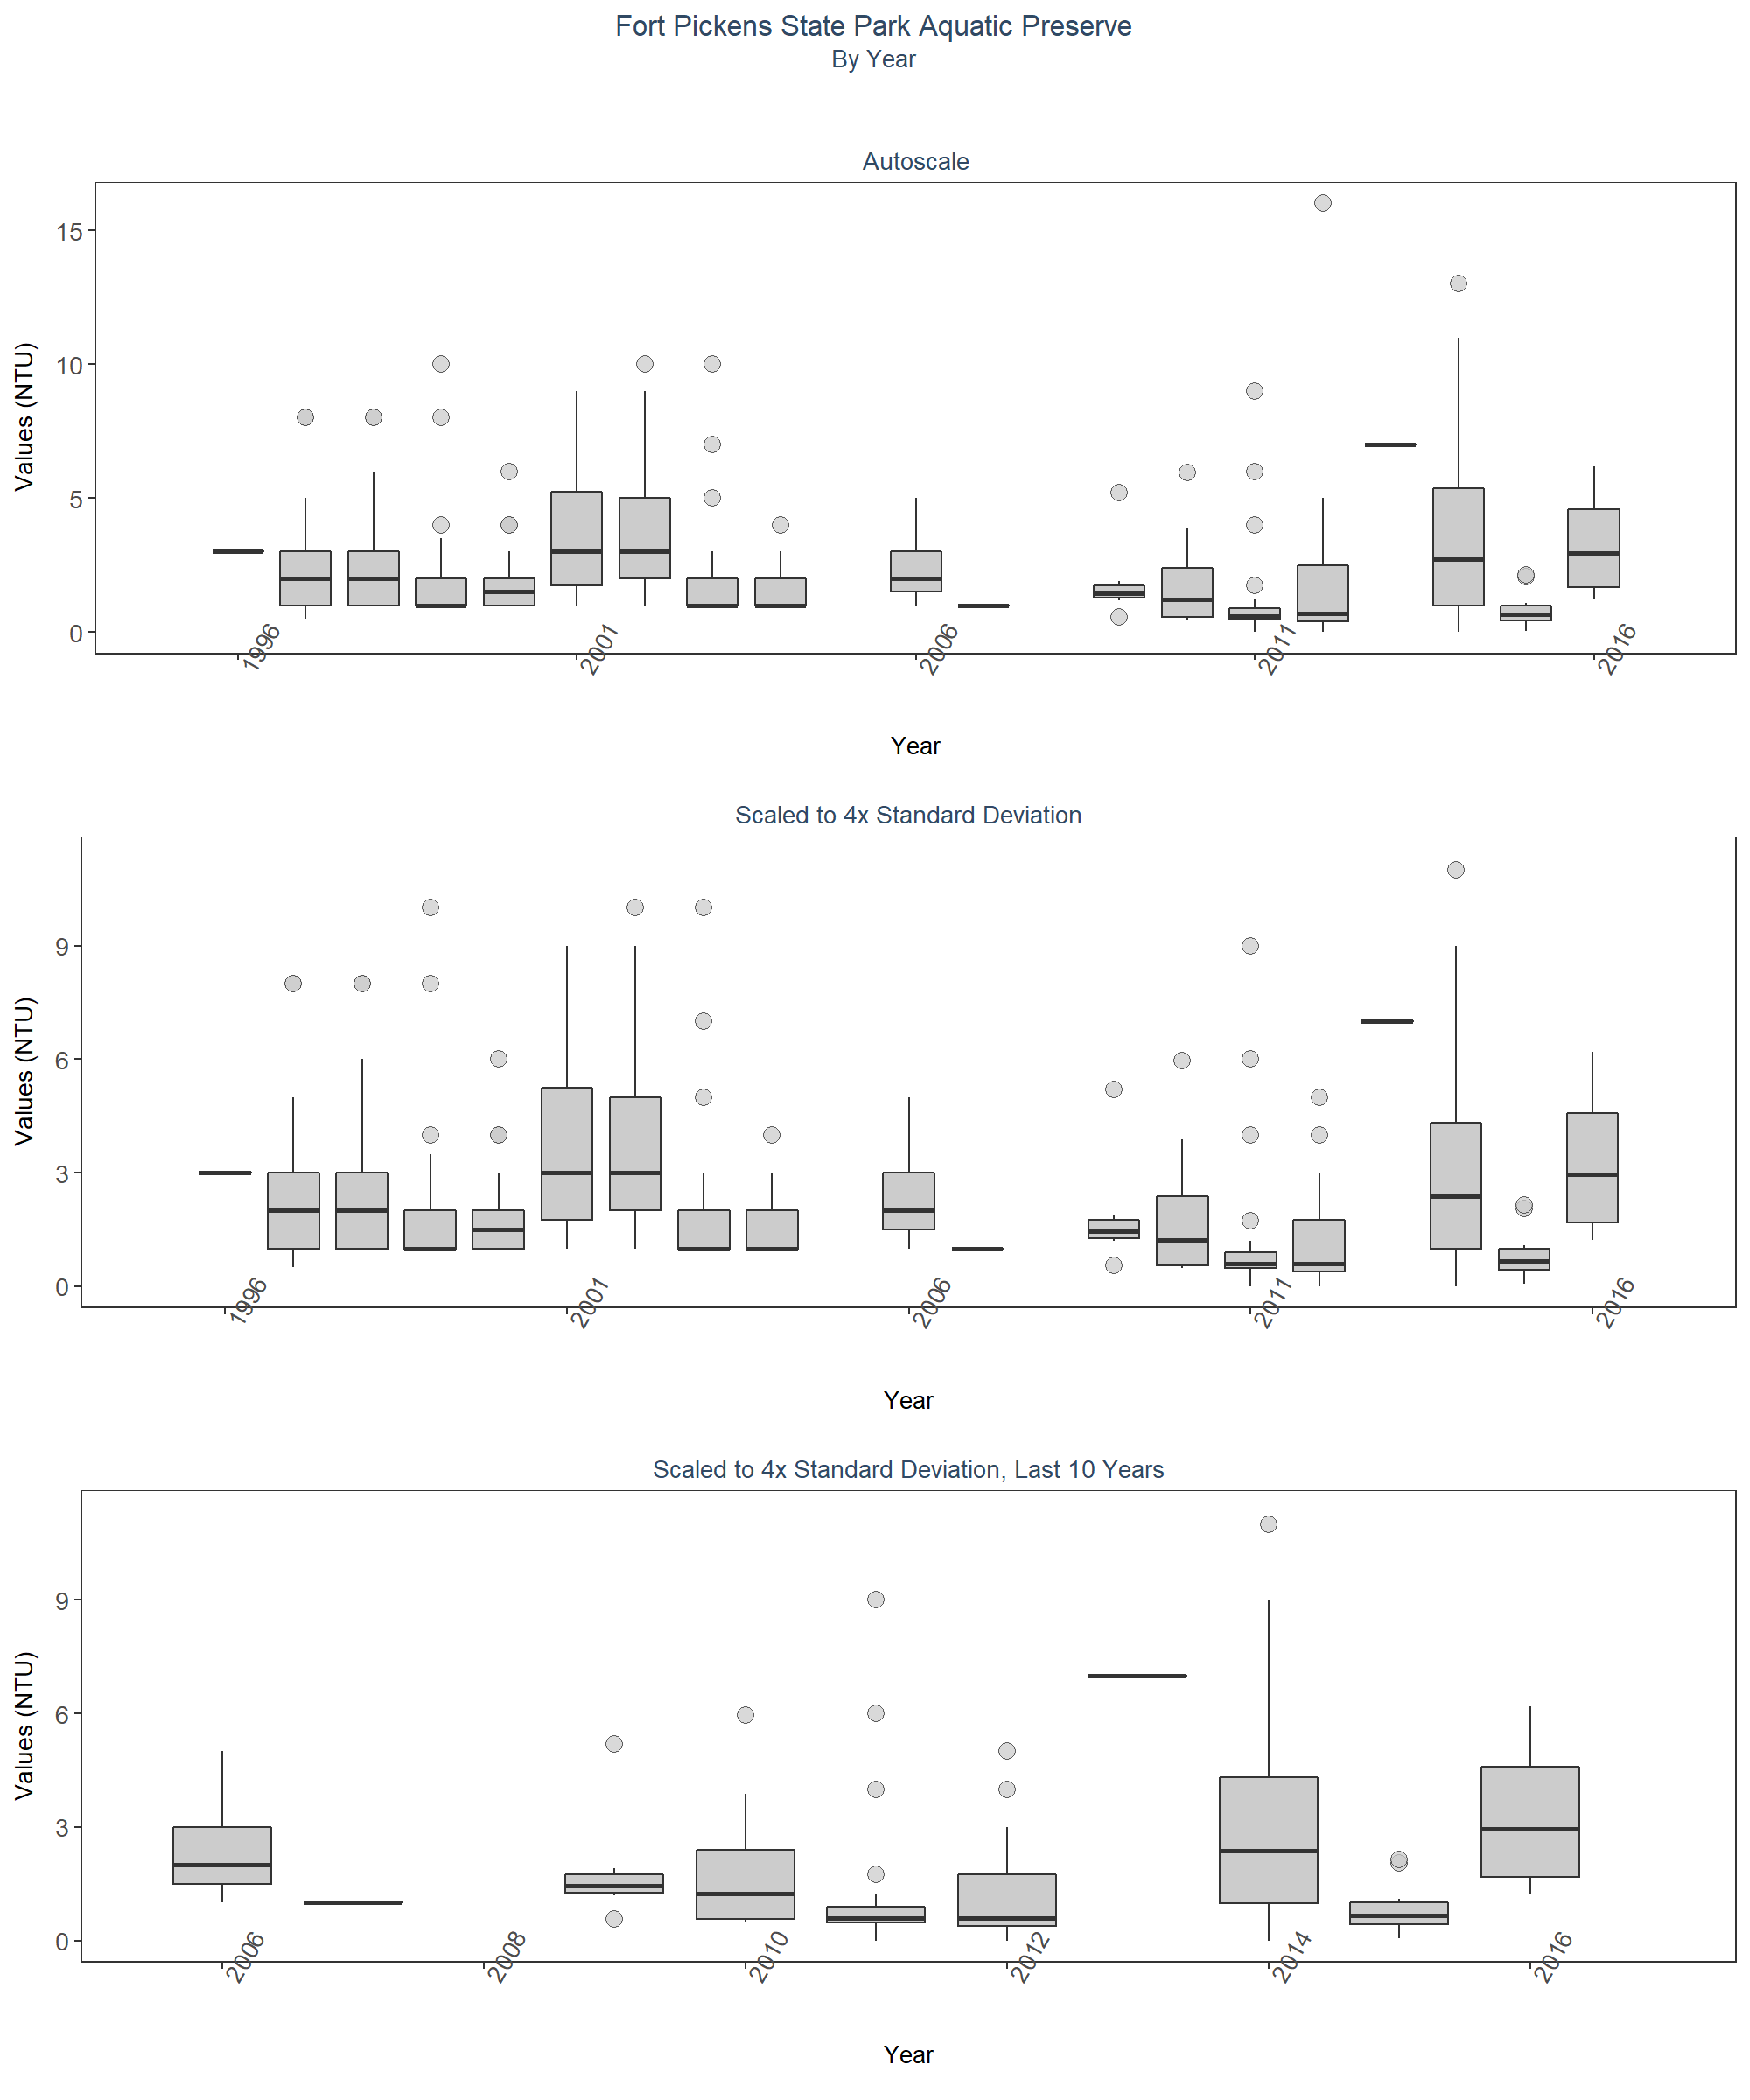 Fort Pickens State Park Aquatic Preserve
By Year
Autoscale
Values (NTU)
15
10
5
0
1996 2001 2006 2011 2016
Year
Scaled to 4x Standard Deviation
Values (NTU)
9
6
3
0
1996 2001 2006 2011 2016
Year
Scaled to 4x Standard Deviation, Last 10 Years
Values (NTU)
9
6
3
0
2006 2008 2010 2012 2014 2016
Year